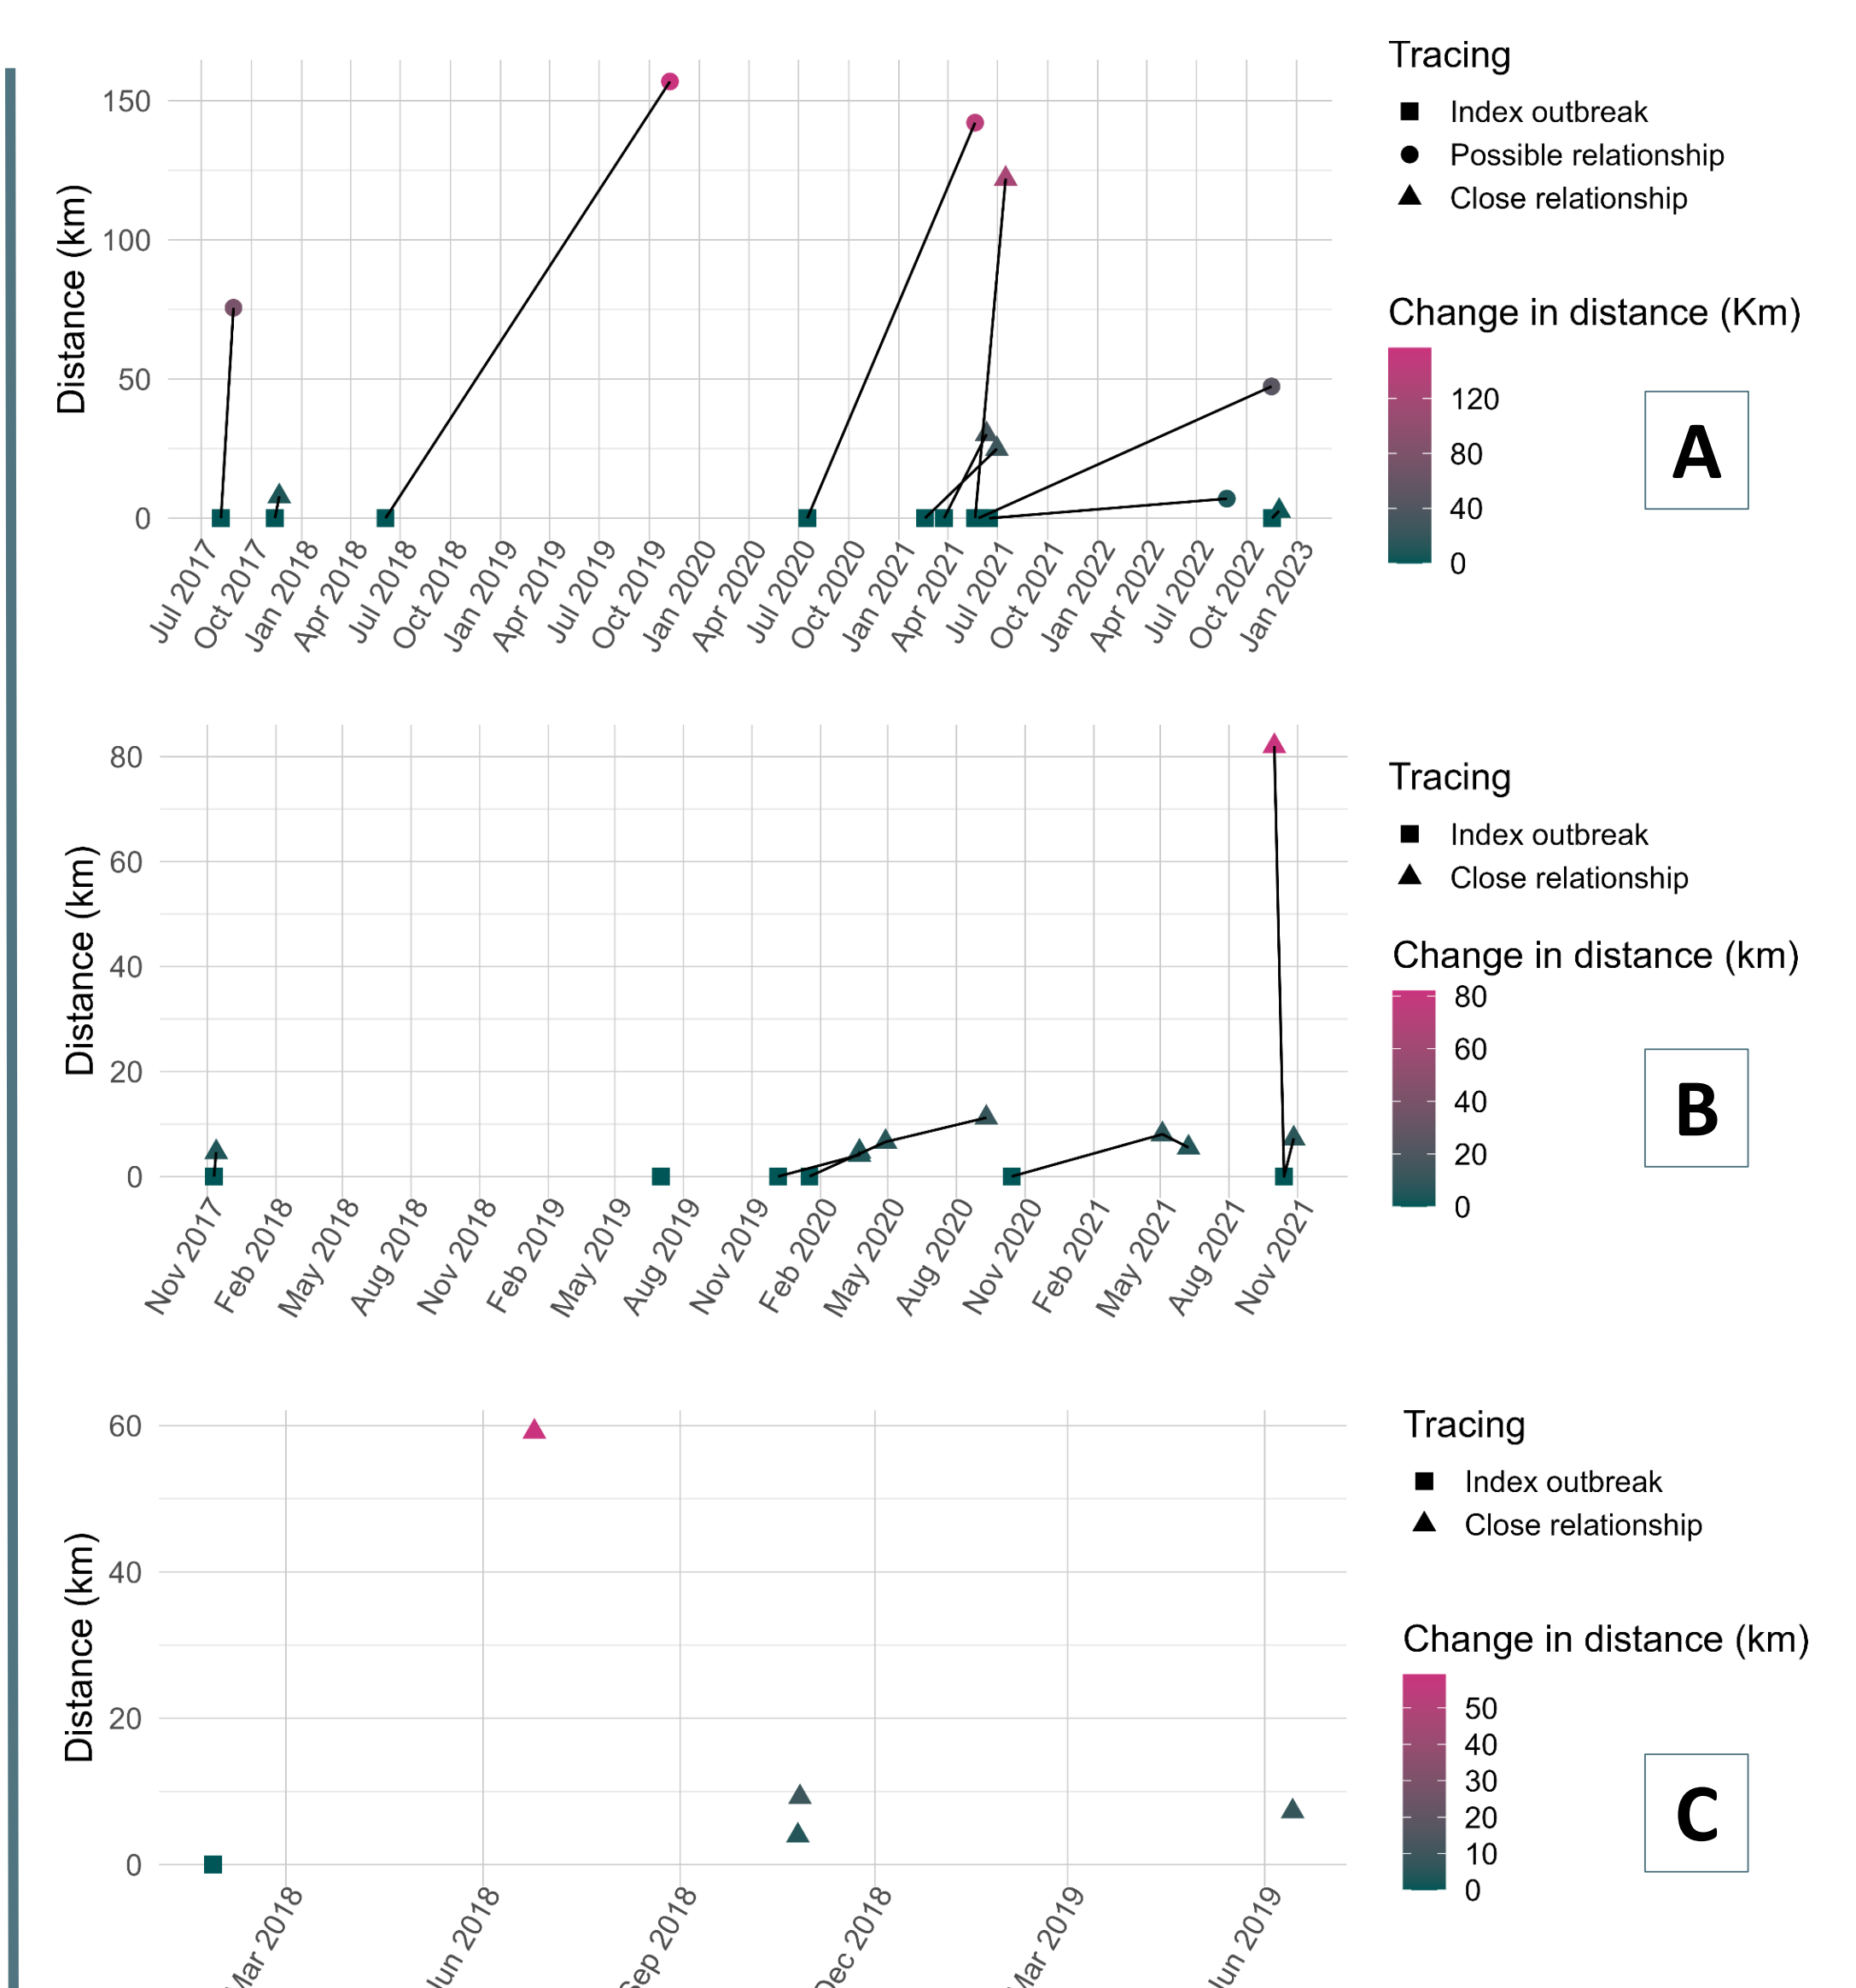 Tracing
Index outbreak
Possible relationship
Close relationship
Change in distance (Km)
120
80
40
0
A
Distance (km)
150
100
50
0
Jul 2017
Oct 2017
Jan 2018
Apr 2018
Jul 2018
Oct 2018
Jan 2019
Apr 2019
Jul 2019
Oct 2019
Jan 2020
Apr 2020
Jul 2020
Oct 2020
Jan 2021
Apr 2021
Jul 2021
Oct 2021
Jan 2022
Apr 2022
Jul 2022
Oct 2022
Jan 2023
Distance (km)
80
60
40
20
0
Nov 2017
Feb 2018
May 2018
Aug 2018
Nov 2018
Feb 2019
May 2019
Aug 2019
Nov 2019
Feb 2020
May 2020
Aug 2020
Nov 2020
Feb 2021
May 2021
Aug 2021
Nov 2021
Tracing
Index outbreak
Close relationship
Change in distance (km)
80
60
40
20
0
B
Distance (km)
60
40
20
0
Mar 2018
Jun 2018
Sep 2018
Dec 2018
Mar 2019
Jun 2019
Tracing
Index outbreak
Close relationship
Change in distance (km)
50
40
30
20
10
0
C